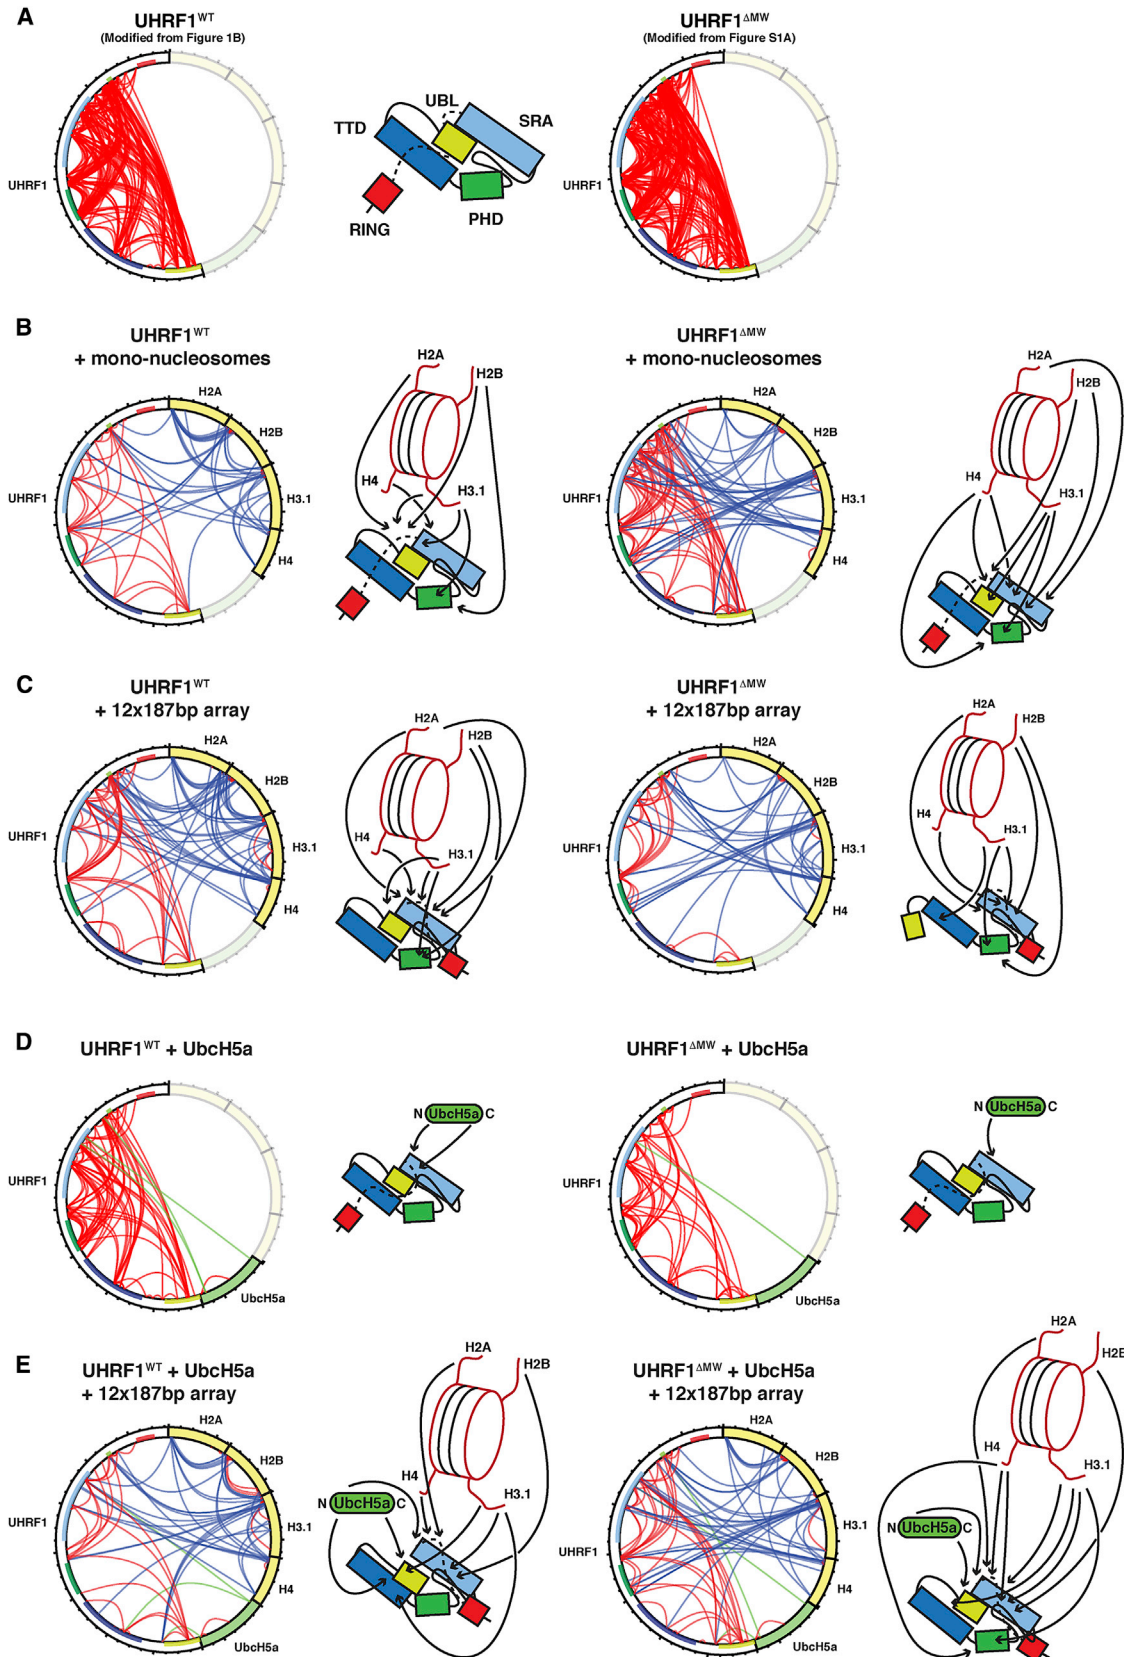 A
UHRF1WT
(Modified from Figure 1B)
UHRF1ΔMW
(Modified from Figure S1A)
UHRF1
TTD
UBL
SRA
RING
PHD
UHRF1
B
UHRF1WT
+ mono-nucleosomes
H2A
H2B
H3.1
H4
UHRF1
H2A
H2B
H4
H3.1
UHRF1ΔMW
+ mono-nucleosomes
H2A
H2B
H3.1
H4
UHRF1
H2A
H2B
H4
H3.1
C
UHRF1WT
+ 12x187bp array
H2A
H2B
H3.1
H4
UHRF1
H2A
H2B
H4
H3.1
UHRF1ΔMW
+ 12x187bp array
H2A
H2B
H3.1
H4
UHRF1
H2A
H2B
H4
H3.1
D
UHRF1WT + UbcH5a
UHRF1
UbcH5a
N UbcH5a C
UHRF1ΔMW + UbcH5a
UHRF1
UbcH5a
N UbcH5a C
E
UHRF1WT + UbcH5a
+ 12x187bp array
H2A
H2B
H3.1
H4
UbcH5a
UHRF1
H2A
H2B
H4
H3.1
N UbcH5a C
UHRF1ΔMW + UbcH5a
+ 12x187bp array
H2A
H2B
H3.1
H4
UbcH5a
UHRF1
H2A
H2B
H4
H3.1
N UbcH5a C